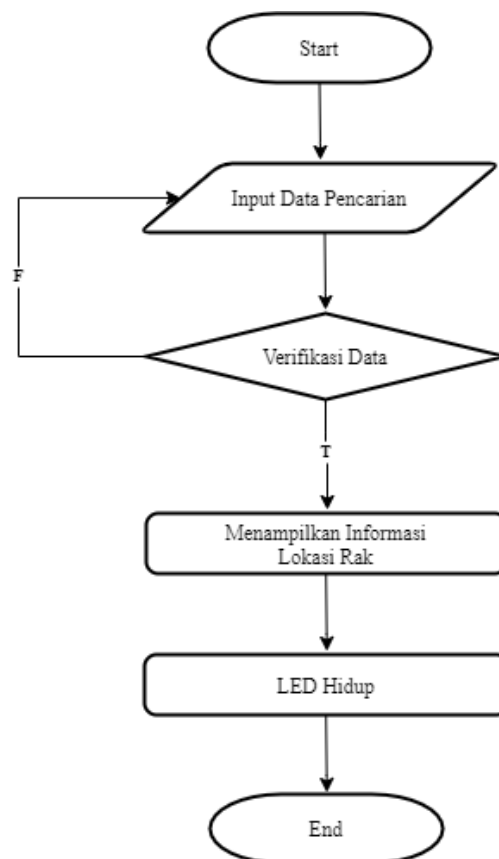 Start
Input Data Pencarian
F
Verifikasi Data
T
Menampilkan Informasi
Lokasi Rak
LED Hidup
End